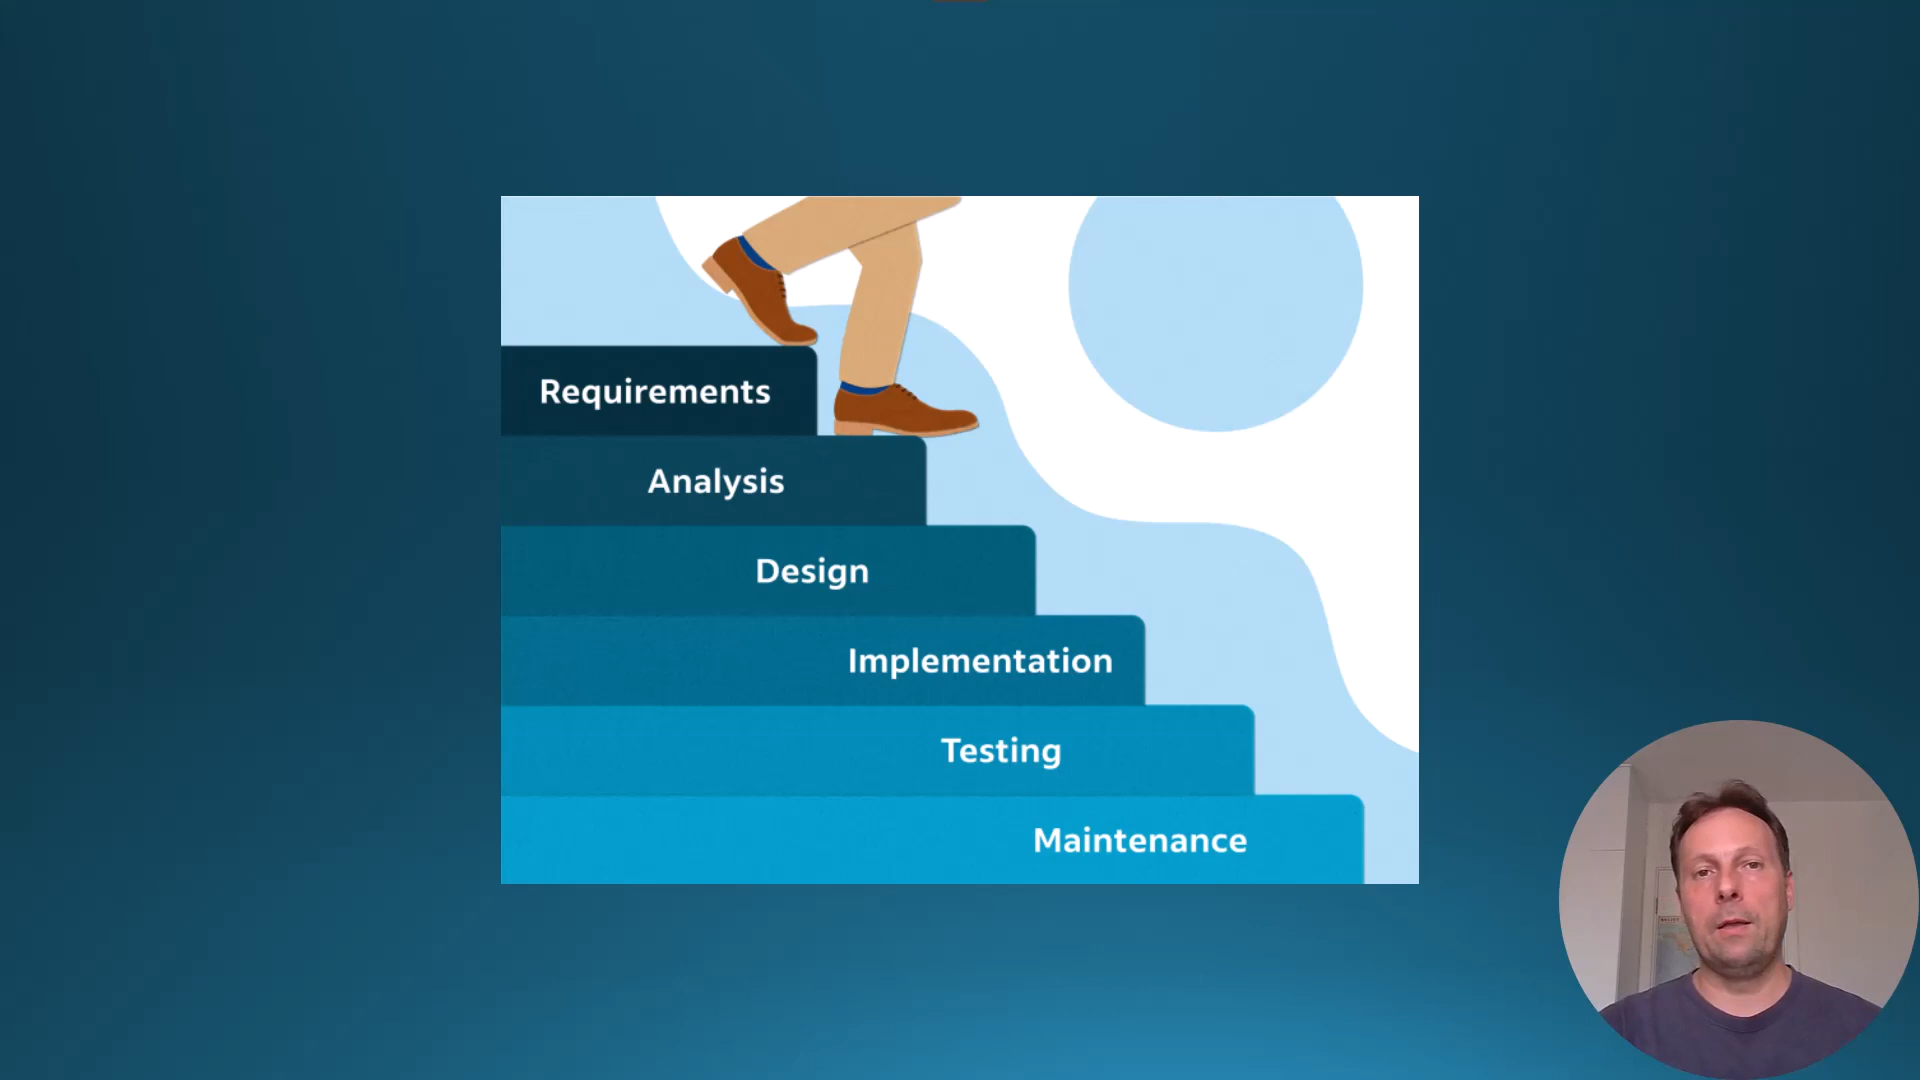 Requirements
Analysis
Design
Implementation
Testing
Maintenance